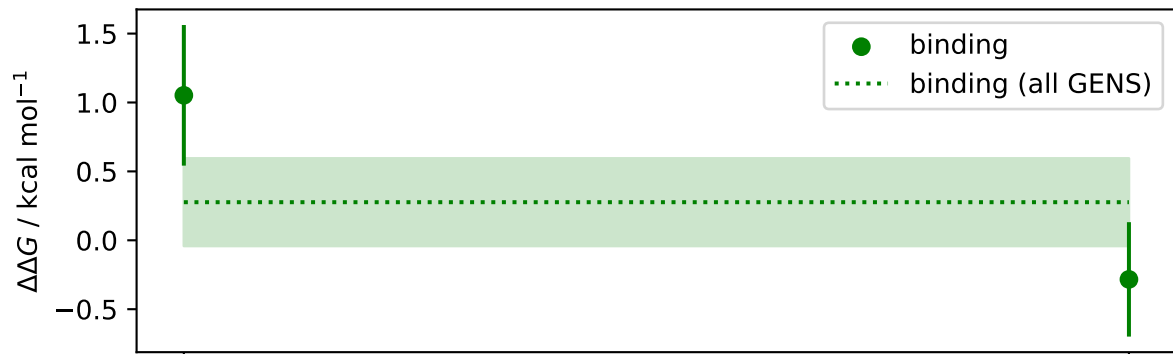 1.5
1.0
0.5
0.0
−0.5
ΔΔG / kcal mol⁻¹
binding
binding (all GENS)